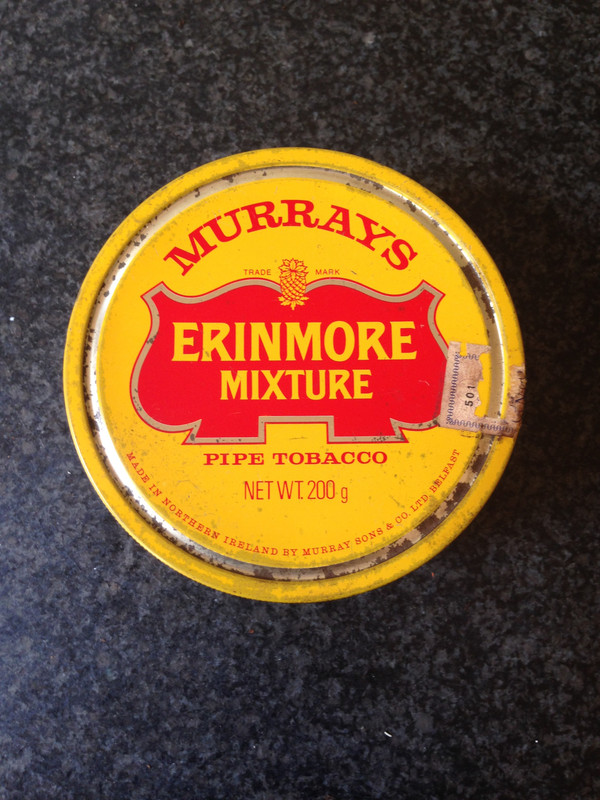 MURRAYS
TRADE MARK
ERINMORE
MIXTURE
PIPE TOBACCO
NET WT. 200 g
MADE IN NORTHERN IRELAND BY MURRAY SONS & CO. LTD. BELFAST
501